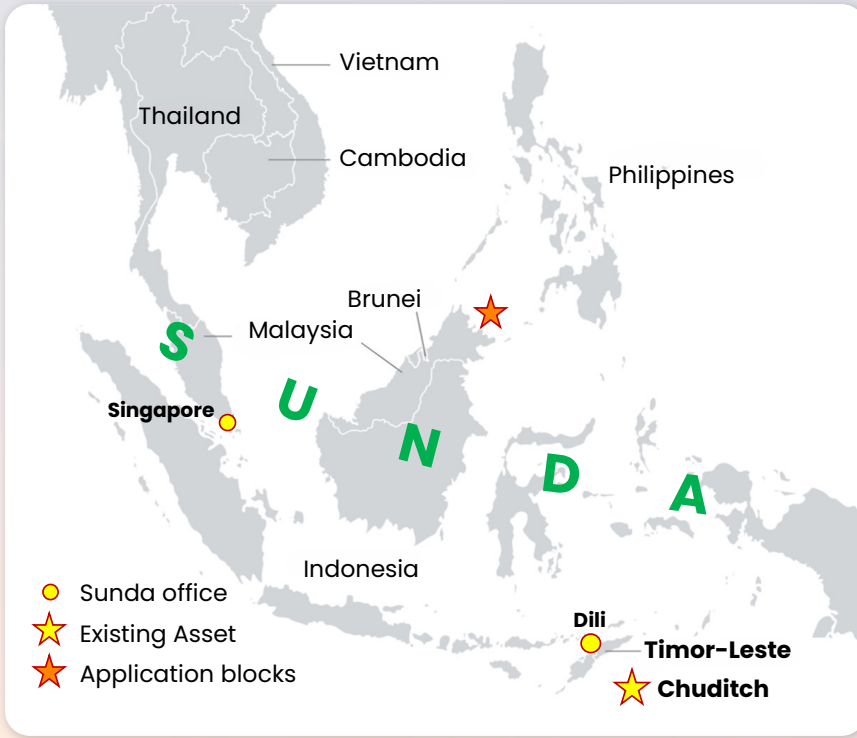 Vietnam
Thailand
Cambodia
Philippines
Brunei
Malaysia
S U N D A
Singapore
Indonesia
Sunda office
Existing Asset
Application blocks
Dili
Timor-Leste
Chuditch